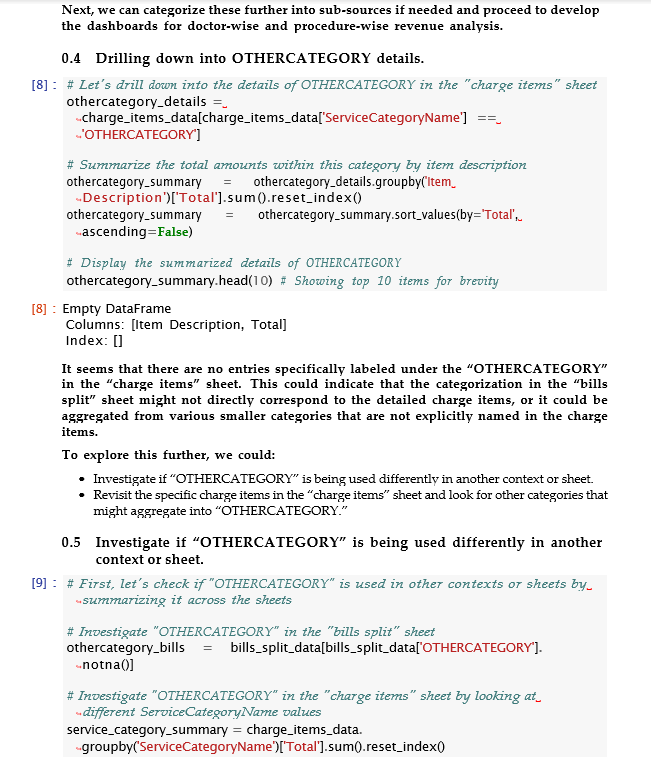 Next, we can categorize these further into sub-sources if needed and proceed to develop
the dashboards for doctor-wise and procedure-wise revenue analysis.
0.4 Drilling down into OTHERCATEGORY details.
[8] : # Let's drill down into the details of OTHERCATEGORY in the "charge items" sheet
othercategory_details =
charge_items_data[charge_items_data['ServiceCategoryName'] ==
'OTHERCATEGORY']
# Summarize the total amounts within this category by item description
othercategory_summary = othercategory_details.groupby('Item
Description')['Total'].sum().reset_index()
othercategory_summary = othercategory_summary.sort_values(by='Total',
ascending=False)
# Display the summarized details of OTHERCATEGORY
othercategory_summary.head(10) # Showing top 10 items for brevity
[8] : Empty DataFrame
Columns: [Item Description, Total]
Index: []
It seems that there are no entries specifically labeled under the “OTHERCATEGORY”
in the “charge items” sheet. This could indicate that the categorization in the “bills
split” sheet might not directly correspond to the detailed charge items, or it could be
aggregated from various smaller categories that are not explicitly named in the charge
items.
To explore this further, we could:
• Investigate if “OTHERCATEGORY” is being used differently in another context or sheet.
• Revisit the specific charge items in the “charge items” sheet and look for other categories that
might aggregate into “OTHERCATEGORY.”
0.5 Investigate if “OTHERCATEGORY” is being used differently in another
context or sheet.
[9] : # First, let's check if "OTHERCATEGORY" is used in other contexts or sheets by
summarizing it across the sheets
# Investigate "OTHERCATEGORY" in the "bills split" sheet
othercategory_bills = bills_split_data[bills_split_data['OTHERCATEGORY'].
notna()]
# Investigate "OTHERCATEGORY" in the "charge items" sheet by looking at
different ServiceCategoryName values
service_category_summary = charge_items_data.
groupby('ServiceCategoryName')['Total'].sum().reset_index()